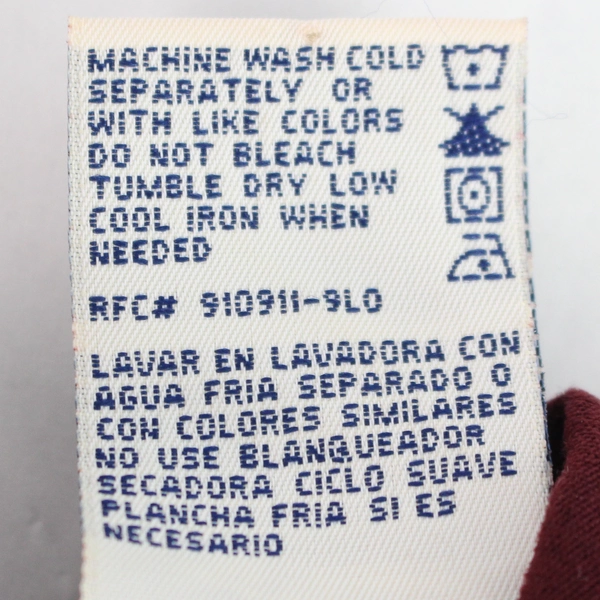 MACHINE WASH COLD
SEPARATELY OR
WITH LIKE COLORS
DO NOT BLEACH
TUMBLE DRY LOW
COOL IRON WHEN
NEEDED
RFC# 910911-9L0
LAVAR EN LAVADORA CON
AGUA FRIA SEPARADO O
CON COLORES SIMILARES
NO USE BLANQUEADOR
SECADORA CICLO SUAVE
PLANCHA FRIA SI ES
NECESARIO